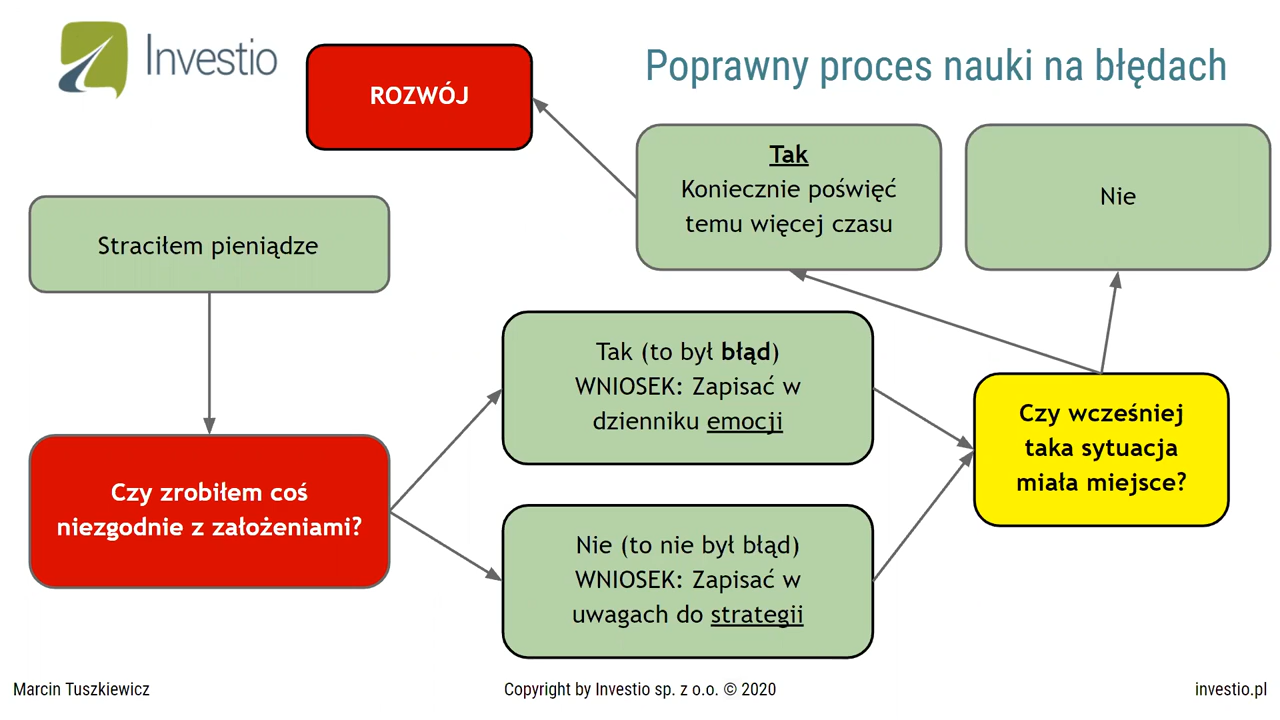 Investio
Poprawny proces nauki na błędach
ROZWÓJ
Tak
Koniecznie poświęć
temu więcej czasu
Nie
Straciłem pieniądze
Tak (to był błąd)
WNIOSEK: Zapisać w
dzienniku emocji
Czy wcześniej
taka sytuacja
miała miejsce?
Czy zrobiłem coś
niezgodnie z założeniami?
Nie (to nie był błąd)
WNIOSEK: Zapisać w
uwagach do strategii
Marcin Tuszkiewicz
Copyright by Investio sp. z o.o. © 2020
investio.pl